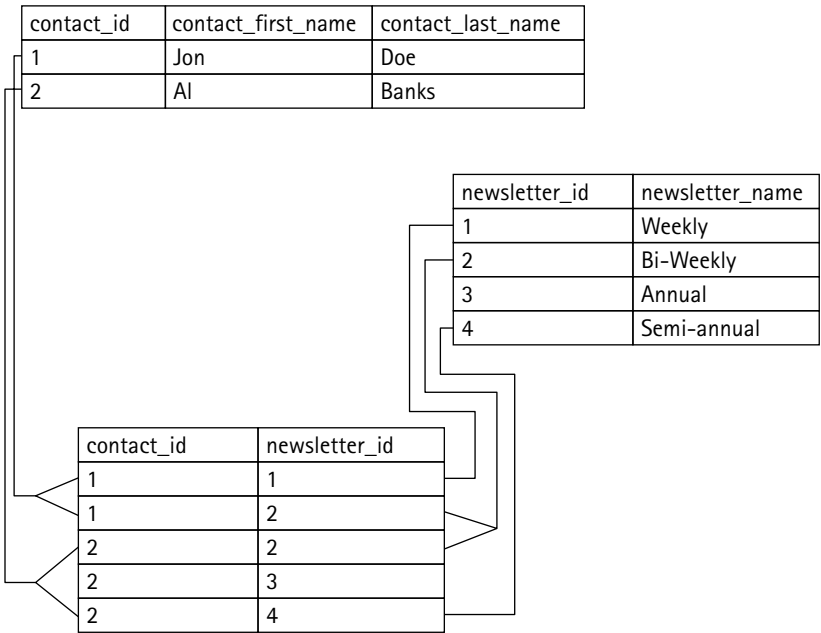 contact_id contact_first_name contact_last_name
1 Jon Doe
2 Al Banks
newsletter_id newsletter_name
1 Weekly
2 Bi-Weekly
3 Annual
4 Semi-annual
contact_id newsletter_id
1 1
1 2
2 2
2 3
2 4